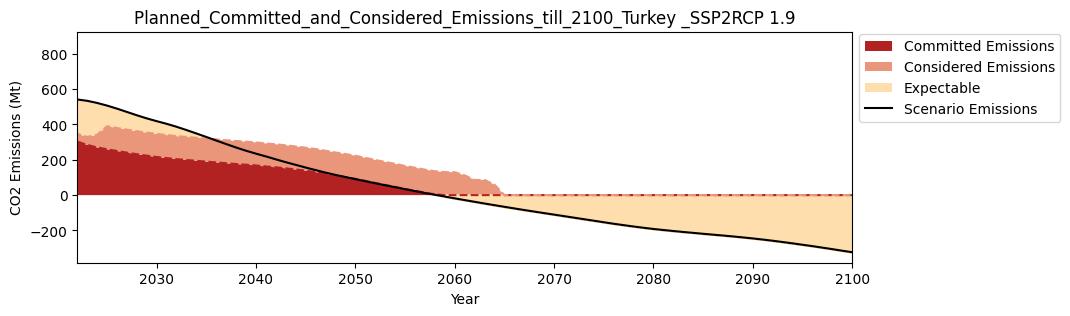 Planned_Committed_and_Considered_Emissions_till_2100_Turkey _SSP2RCP 1.9
CO2 Emissions (Mt)
800
600
400
200
0
−200
2030
2040
2050
2060
2070
2080
2090
2100
Year
Committed Emissions
Considered Emissions
Expectable
Scenario Emissions